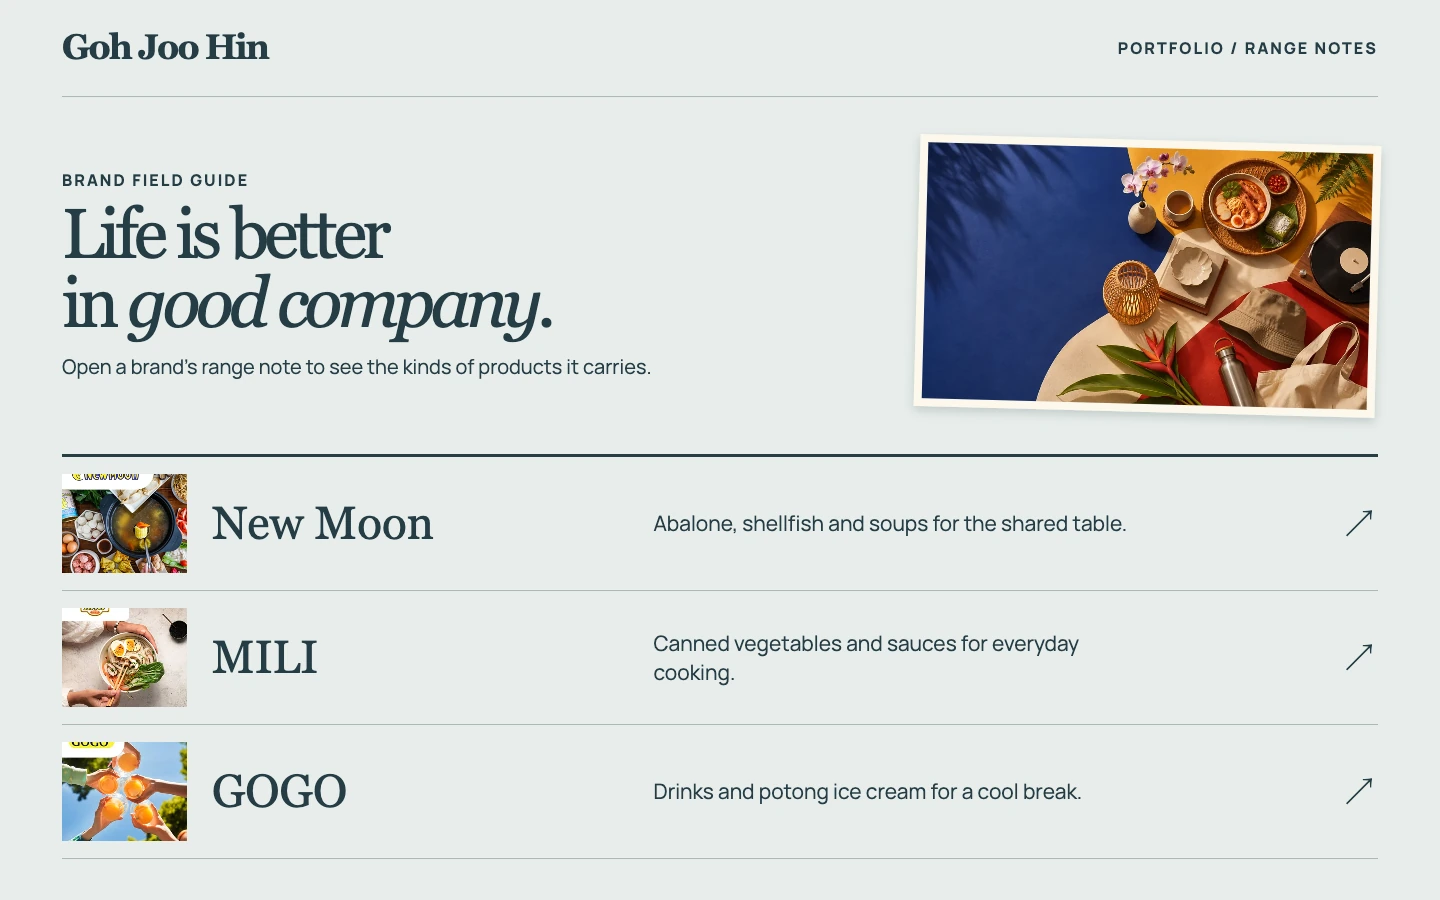 Goh Joo Hin
PORTFOLIO / RANGE NOTES
BRAND FIELD GUIDE
Life is better
in good company.
Open a brand's range note to see the kinds of products it carries.
NEWMOON
New Moon
Abalone, shellfish and soups for the shared table.
MILI
Canned vegetables and sauces for everyday
cooking.
GOGO
GOGO
Drinks and potong ice cream for a cool break.